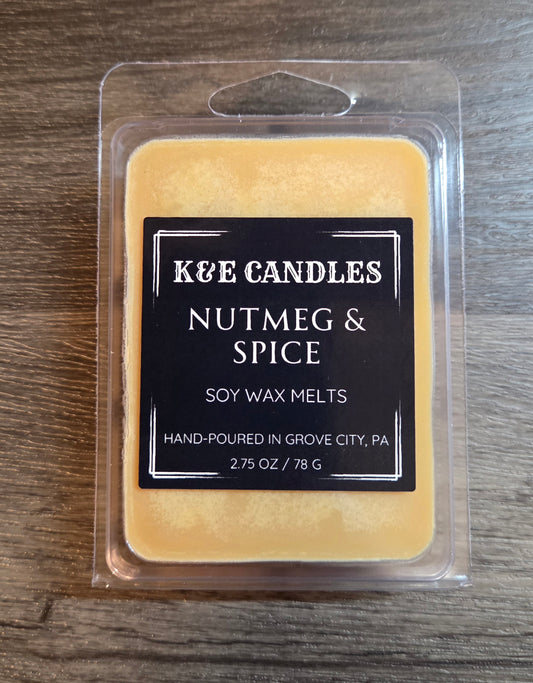 K&E CANDLES
NUTMEG &
SPICE
SOY WAX MELTS
HAND-POURED IN GROVE CITY, PA
2.75 OZ / 78 G